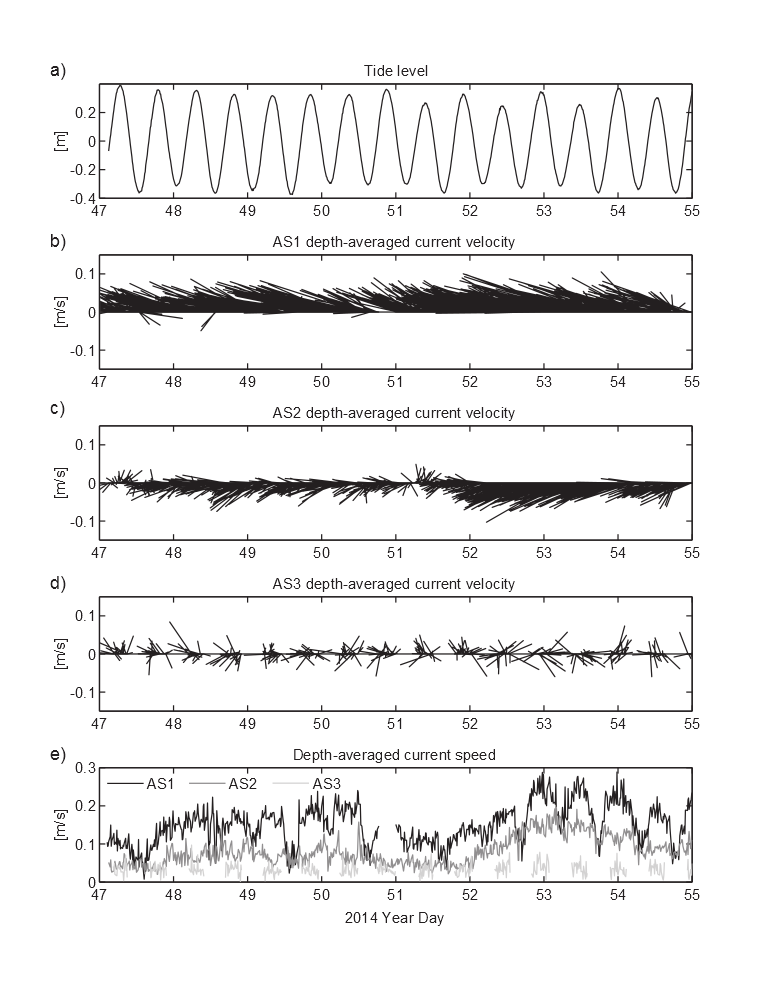 a)
Tide level
0.2
0
-0.2
-0.4
[m]
47 48 49 50 51 52 53 54 55
b)
AS1 depth-averaged current velocity
0.1
0
-0.1
[m/s]
47 48 49 50 51 52 53 54 55
c)
AS2 depth-averaged current velocity
0.1
0
-0.1
[m/s]
47 48 49 50 51 52 53 54 55
d)
AS3 depth-averaged current velocity
0.1
0
-0.1
[m/s]
47 48 49 50 51 52 53 54 55
e)
Depth-averaged current speed
0.3
AS1 AS2 AS3
0.2
0.1
0
[m/s]
47 48 49 50 51 52 53 54 55
2014 Year Day